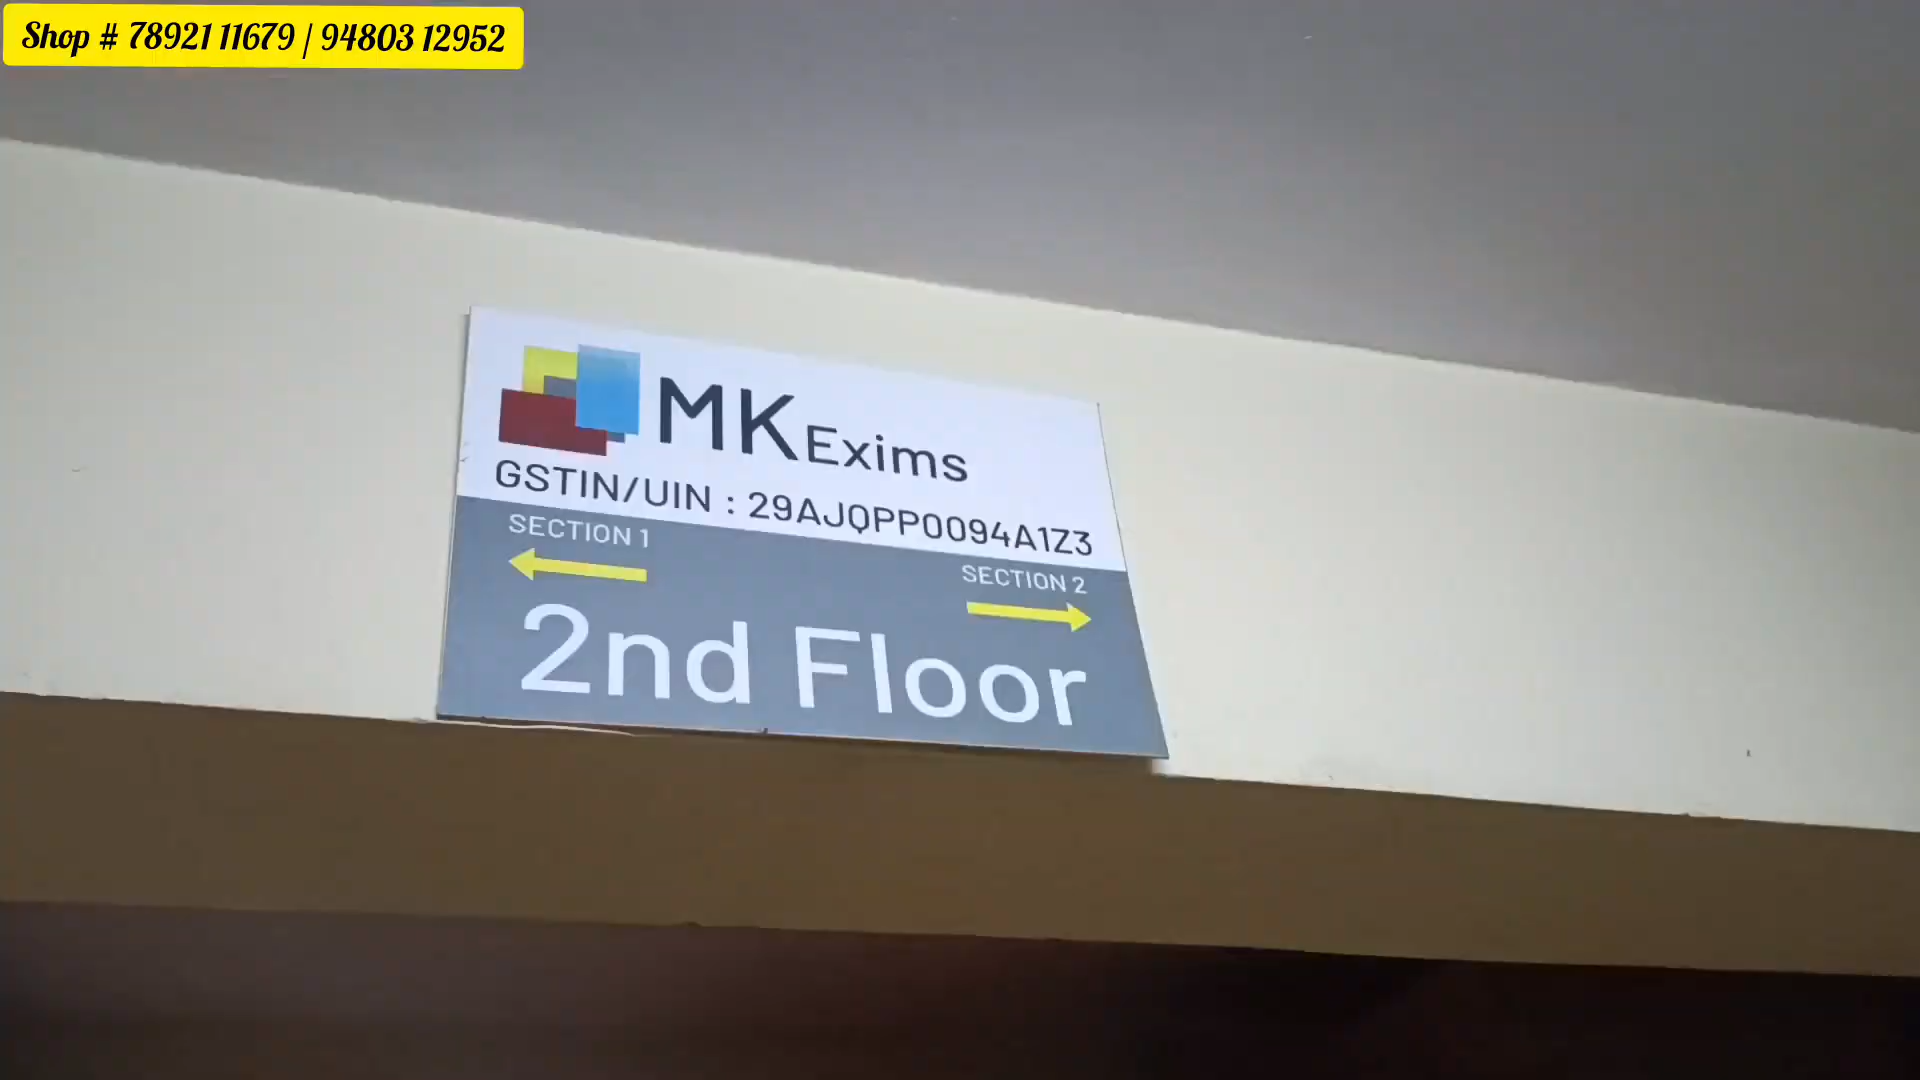 Shop # 78921 11679 / 94803 12952
MK Exims
GSTIN/UIN : 29AJQPP0094A1Z3
SECTION 1
SECTION 2
2nd Floor